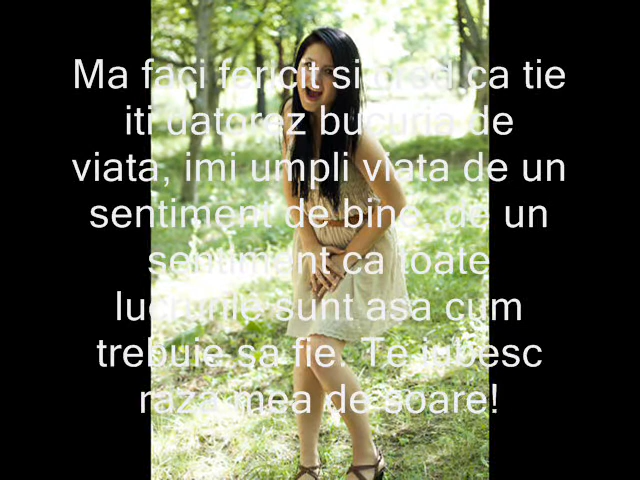 Ma faci fericit si cred ca tie
iti datorez bucuria de
viata, imi umpli viata de un
sentiment de bine, de un
sentiment ca toate
lucrurile sunt asa cum
trebuie sa fie. Te iubesc
raza mea de soare!